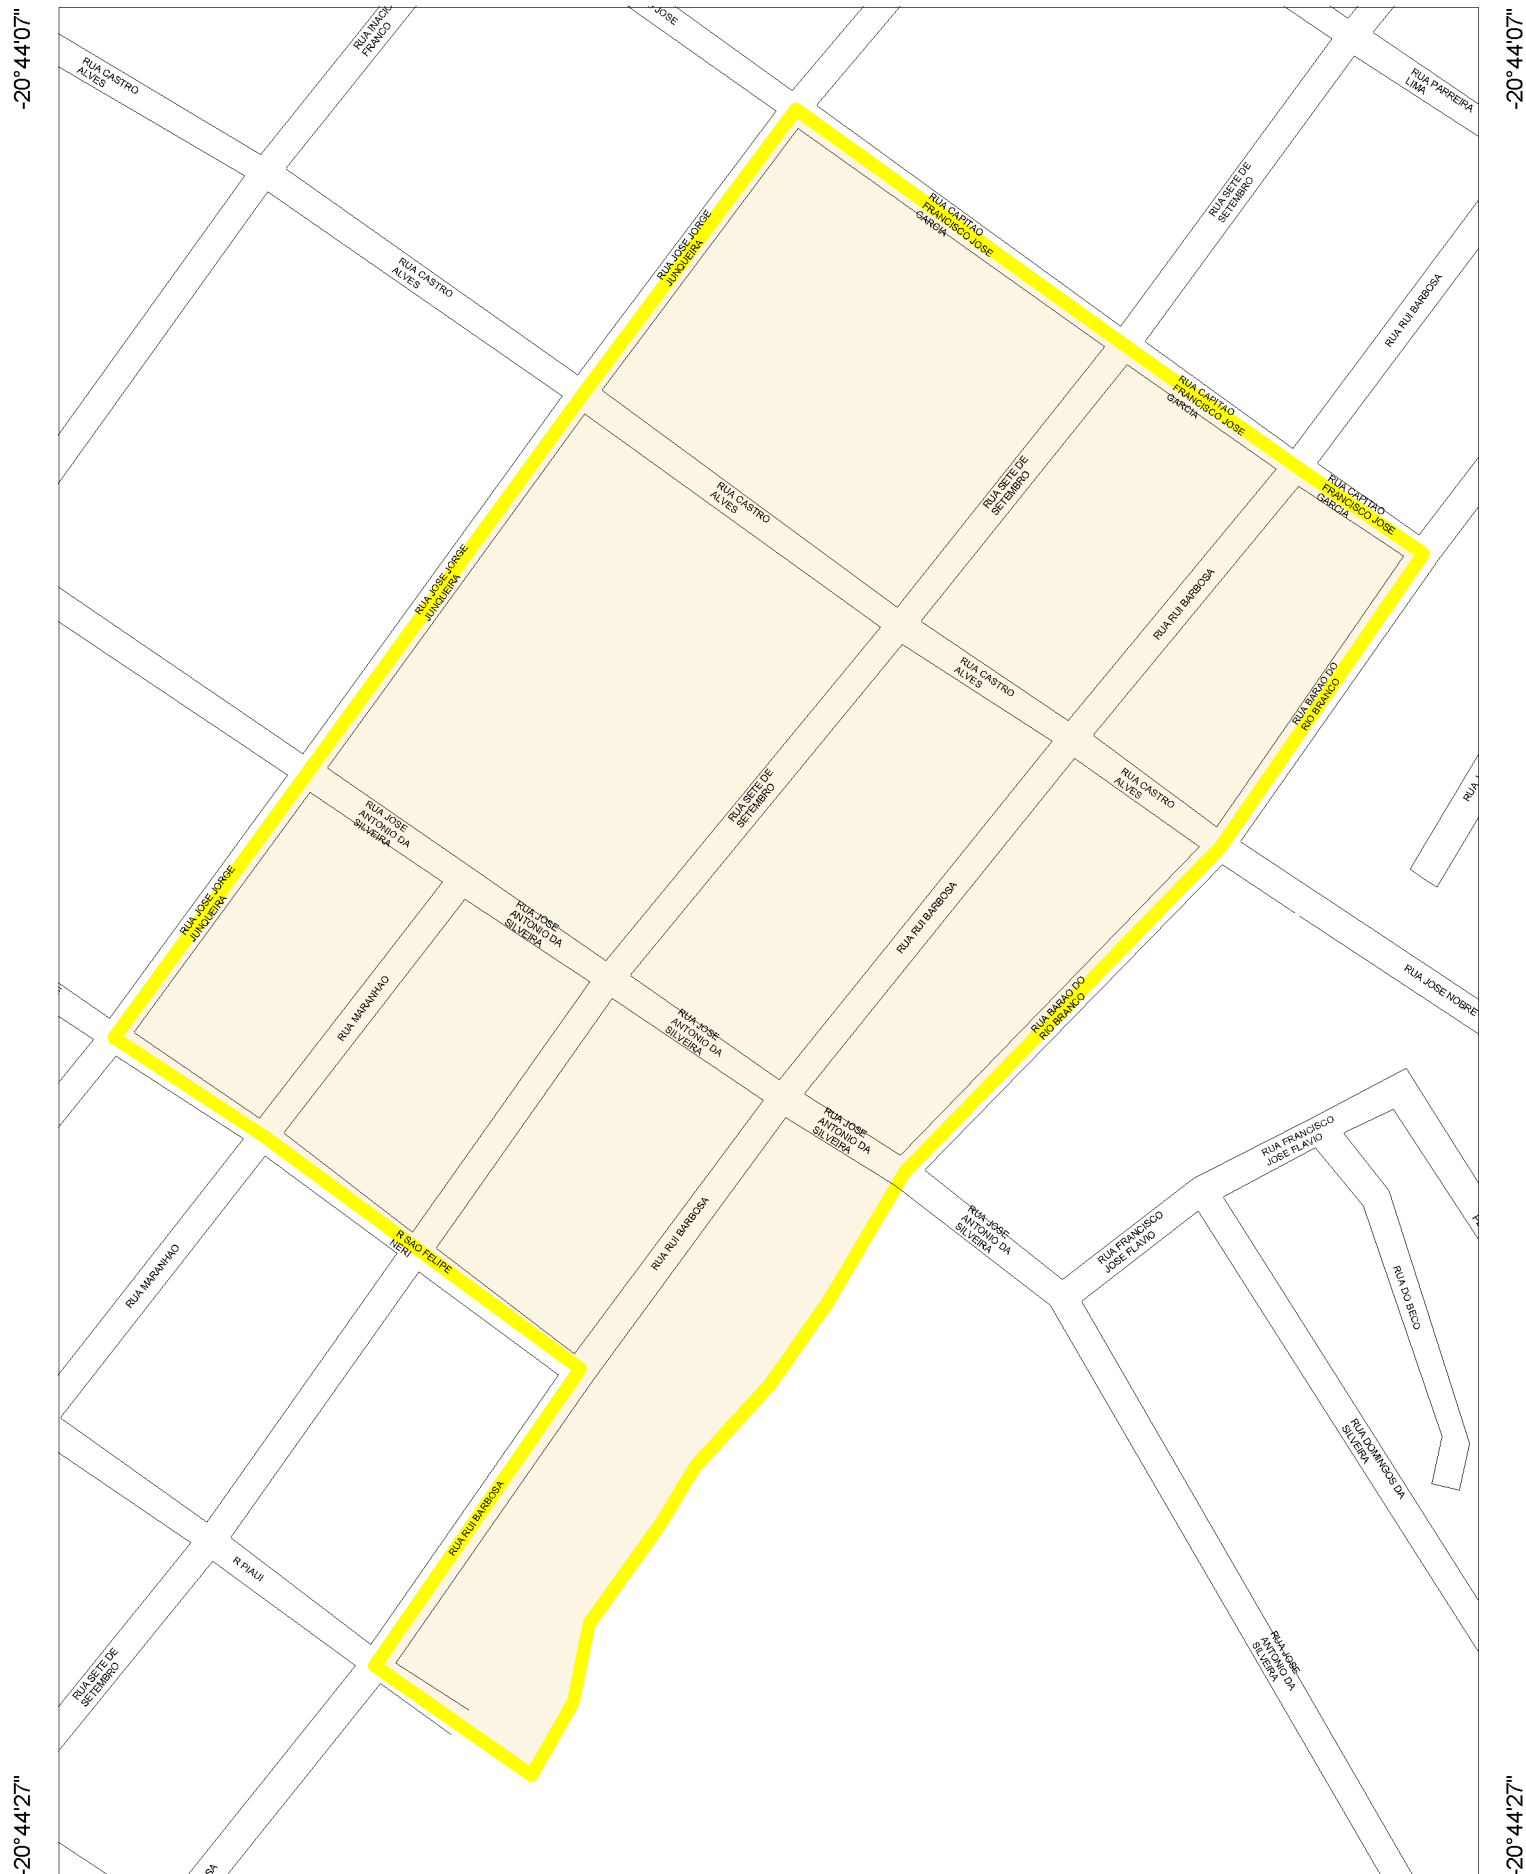 -20°44'07"
-20°44'07"
RUA INACIO
FRANCO
JOSE
RUA CASTRO
ALVES
RUA PARREIRA
LIMA
RUA SETE DE
SETEMBRO
RUA CAPITAO
FRANCISCO JOSE
GARCIA
RUA JOSE JORGE
JUNQUEIRA
RUA CASTRO
ALVES
RUA RUI BARBOSA
RUA CAPITAO
FRANCISCO JOSE
GARCIA
RUA CASTRO
ALVES
RUA SETE DE
SETEMBRO
RUA CAPITAO
FRANCISCO JOSE
GARCIA
RUA JOSE JORGE
JUNQUEIRA
RUA RUI BARBOSA
RUA CASTRO
ALVES
RUA BARAO DO
RIO BRANCO
RUA CASTRO
ALVES
RUA SETE DE
SETEMBRO
RUA
RUA JOSE
ANTONIO DA
SILVEIRA
RUA JOSE JORGE
JUNQUEIRA
RUA JOSE
ANTONIO DA
SILVEIRA
RUA RUI BARBOSA
RUA JOSE NOBRE
RUA MARANHAO
RUA JOSE
ANTONIO DA
SILVEIRA
RUA BARAO DO
RIO BRANCO
RUA JOSE
ANTONIO DA
SILVEIRA
RUA FRANCISCO
JOSE FLAVIO
RUA RUI BARBOSA
RUA JOSE
ANTONIO DA
SILVEIRA
RUA FRANCISCO
JOSE FLAVIO
R SAO FELIPE
NERI
RUA MARANHAO
RUA DO BECO
RUA DOMINGOS DA
SILVEIRA
RUA RUI BARBOSA
R PIAUI
RUA SETE DE
SETEMBRO
RUA JOSE
ANTONIO DA
SILVEIRA
-20°44'27"
-20°44'27"
SA